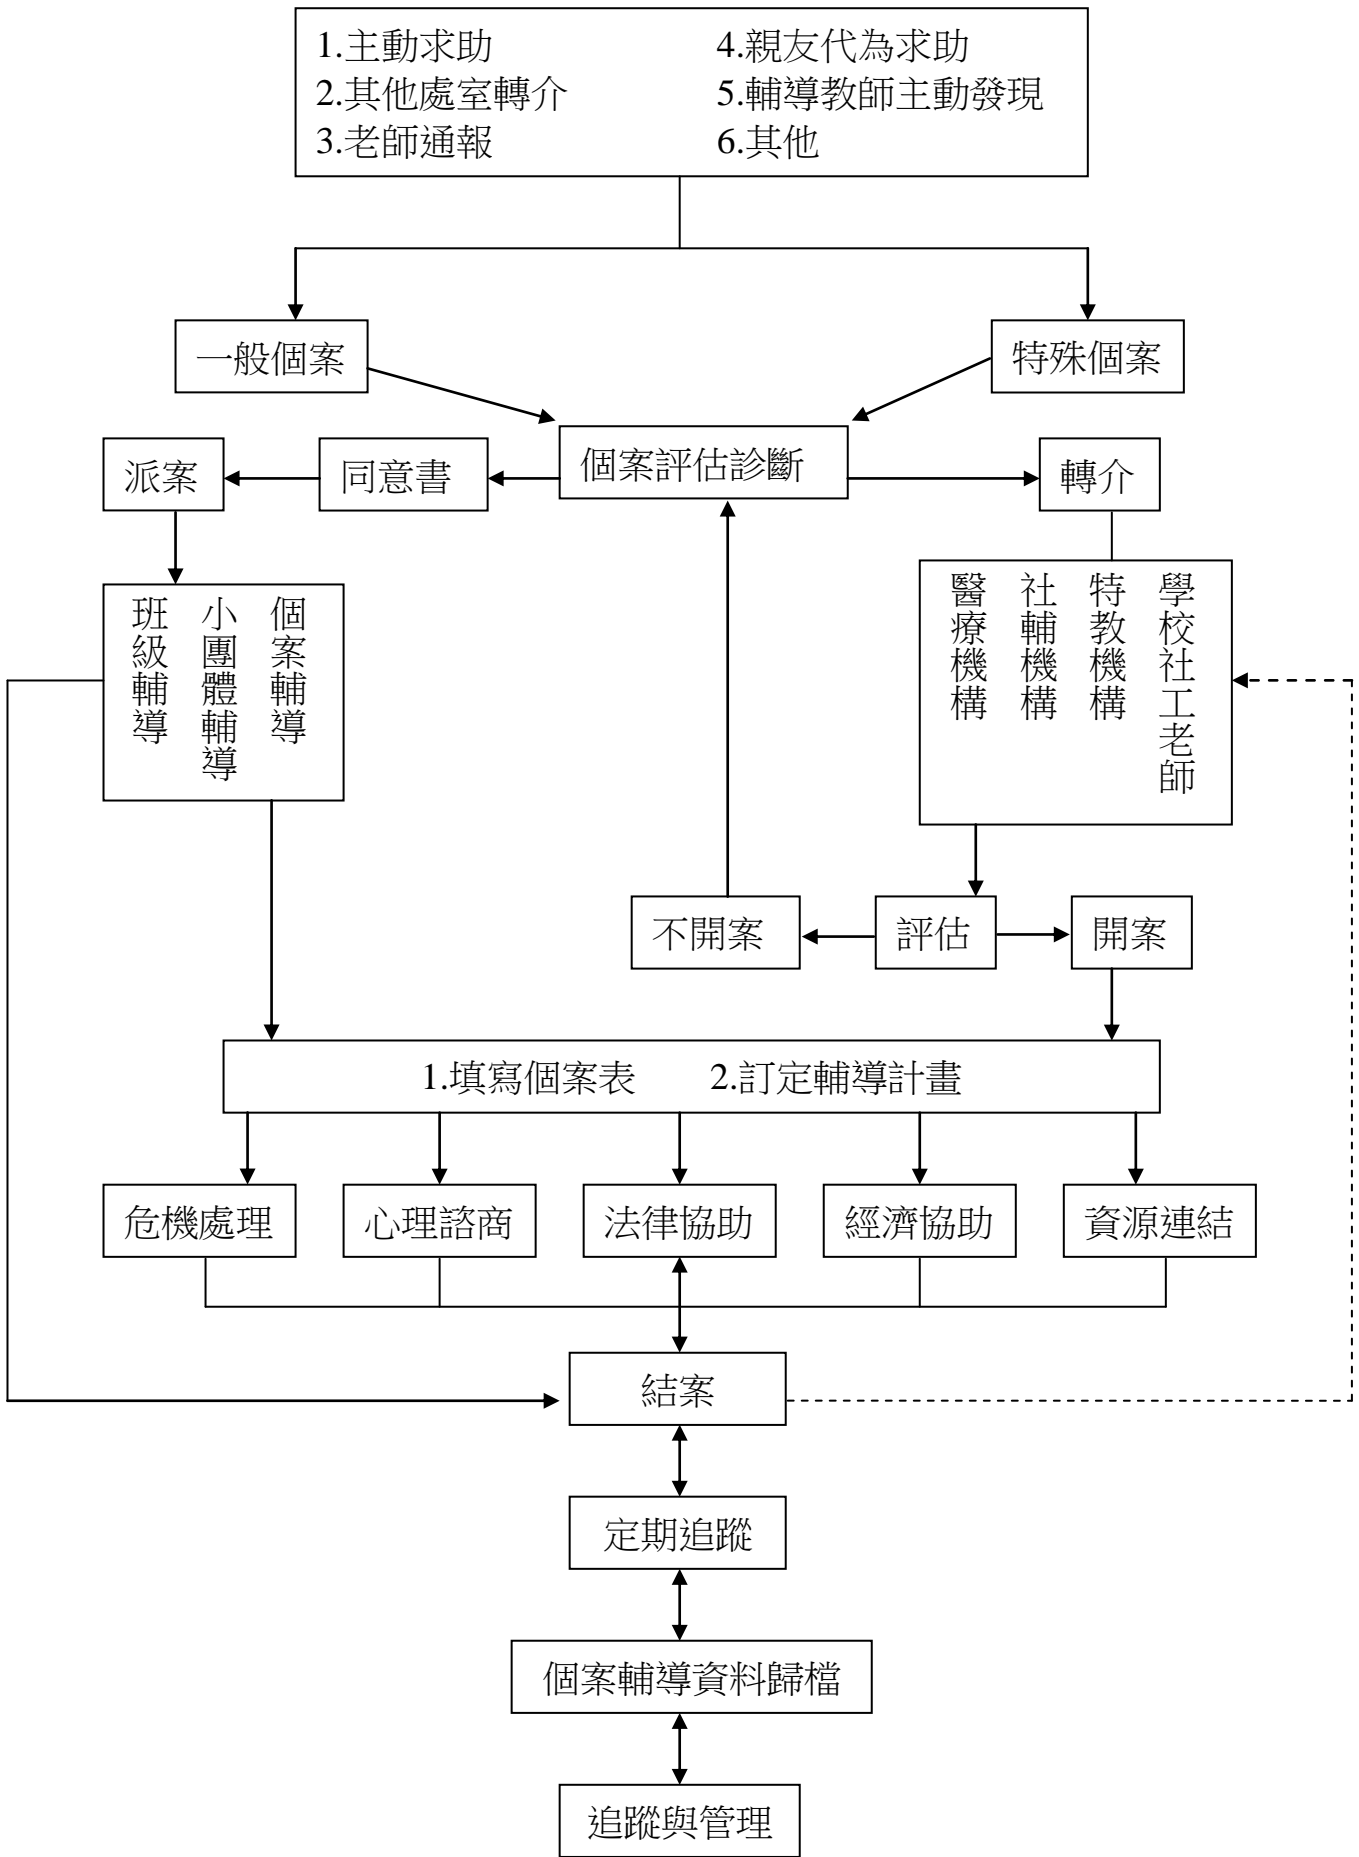 1.主動求助 4.親友代為求助
2.其他處室轉介 5.輔導教師主動發現
3.老師通報 6.其他
一般個案
特殊個案
派案
同意書
個案評估診斷
轉介
個案輔導
小團體輔導
班級輔導
學校社工老師
特教機構
社輔機構
醫療機構
不開案
評估
開案
1.填寫個案表 2.訂定輔導計畫
危機處理
心理諮商
法律協助
經濟協助
資源連結
結案
定期追蹤
個案輔導資料歸檔
追蹤與管理